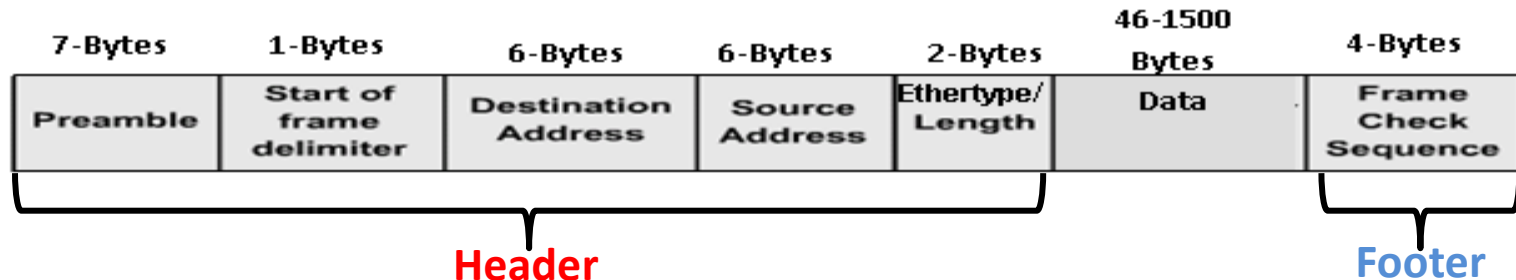 7-Bytes
1-Bytes
6-Bytes
6-Bytes
2-Bytes
46-1500
Bytes
4-Bytes
Preamble
Start of
frame
delimiter
Destination
Address
Source
Address
Ethertype/
Length
Data
Frame
Check
Sequence
Header
Footer